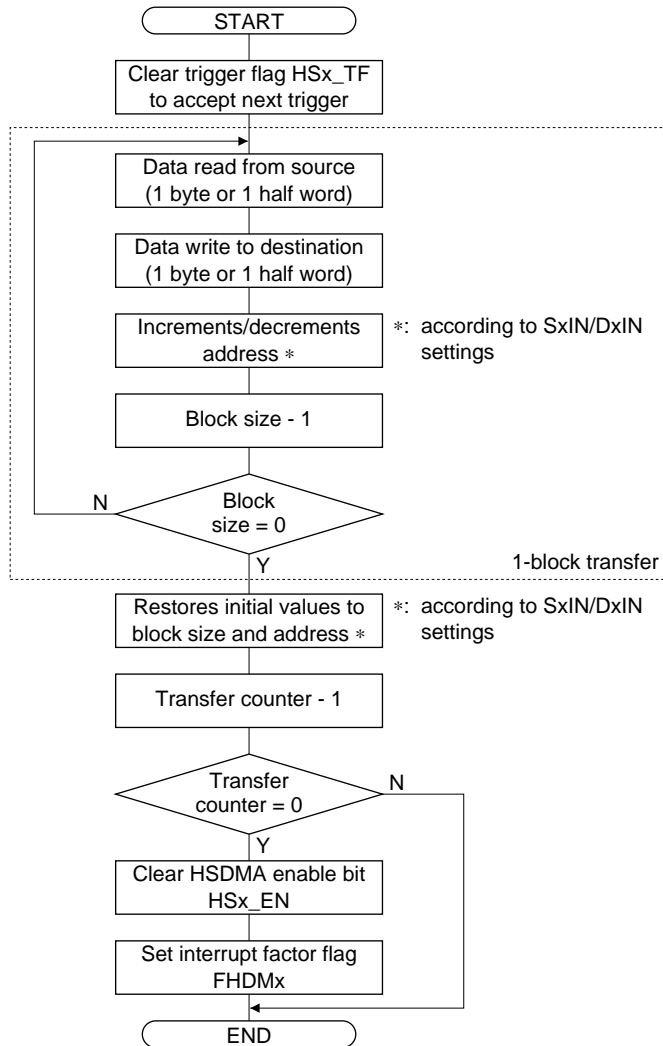 START
Clear trigger flag HSx_TF
to accept next trigger
Data read from source
(1 byte or 1 half word)
Data write to destination
(1 byte or 1 half word)
Increments/decrements
address ∗
∗: according to SxIN/DxIN
settings
Block size - 1
N
Block
size = 0
Y
1-block transfer
Restores initial values to
block size and address ∗
∗: according to SxIN/DxIN
settings
Transfer counter - 1
Transfer
counter = 0
N
Y
Clear HSDMA enable bit
HSx_EN
Set interrupt factor flag
FHDMx
END